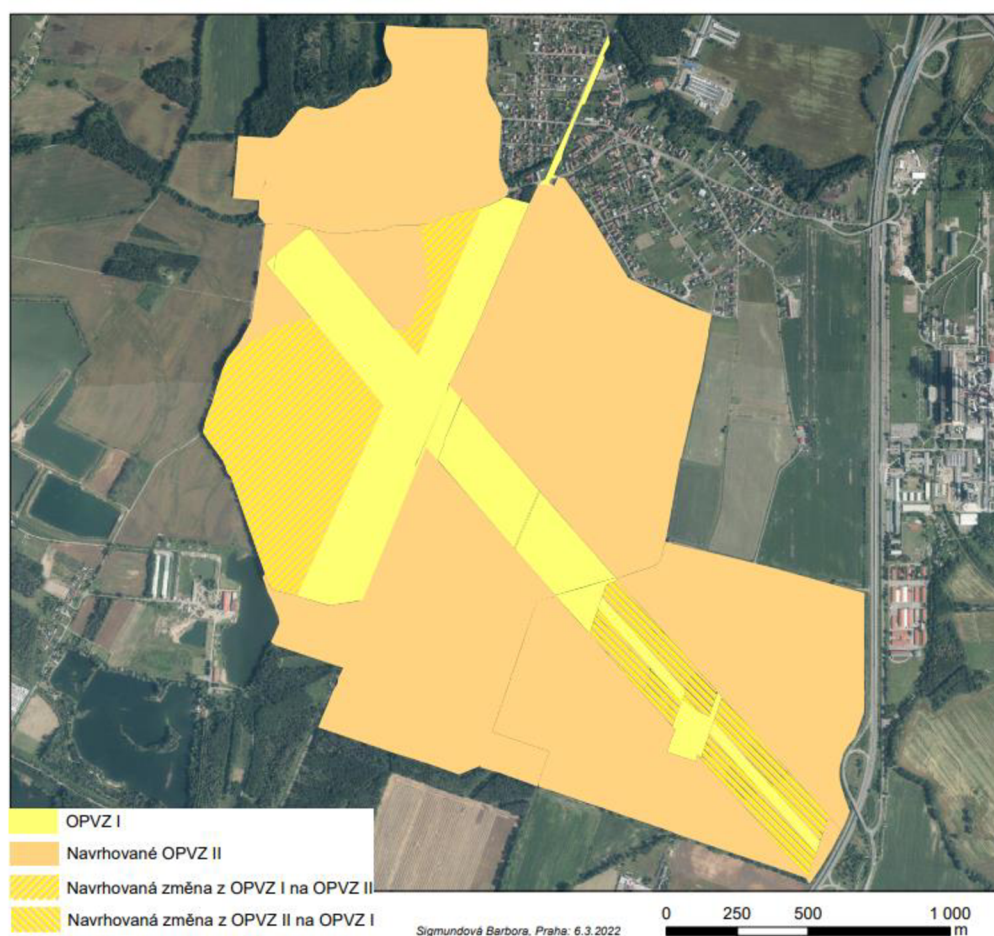 OPVZ I
Navrhované OPVZ II
Navrhovaná změna z OPVZ I na OPVZ II
Navrhovaná změna z OPVZ II na OPVZ I
Sigmundová Barbora, Praha: 6.3.2022
0 250 500 1 000
m